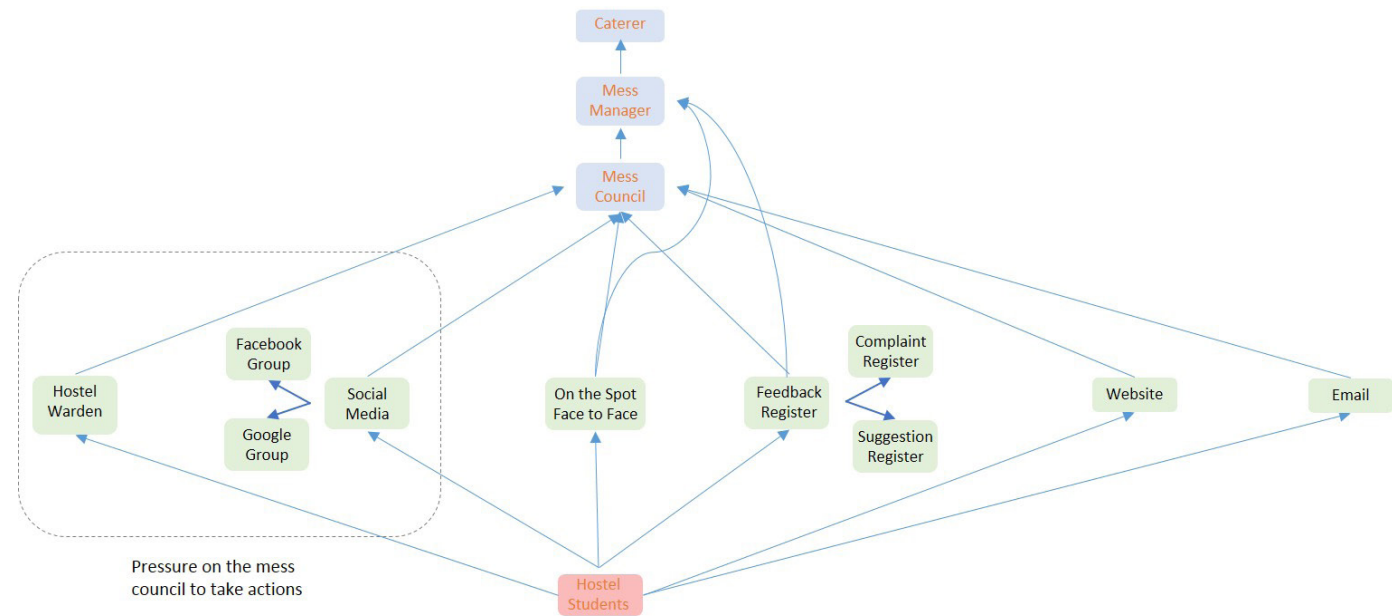 Caterer
Mess
Manager
Mess
Council
Facebook
Group
Complaint
Register
Hostel
Warden
Social
Media
On the Spot
Face to Face
Feedback
Register
Website
Email
Google
Group
Suggestion
Register
Pressure on the mess
council to take actions
Hostel
Students